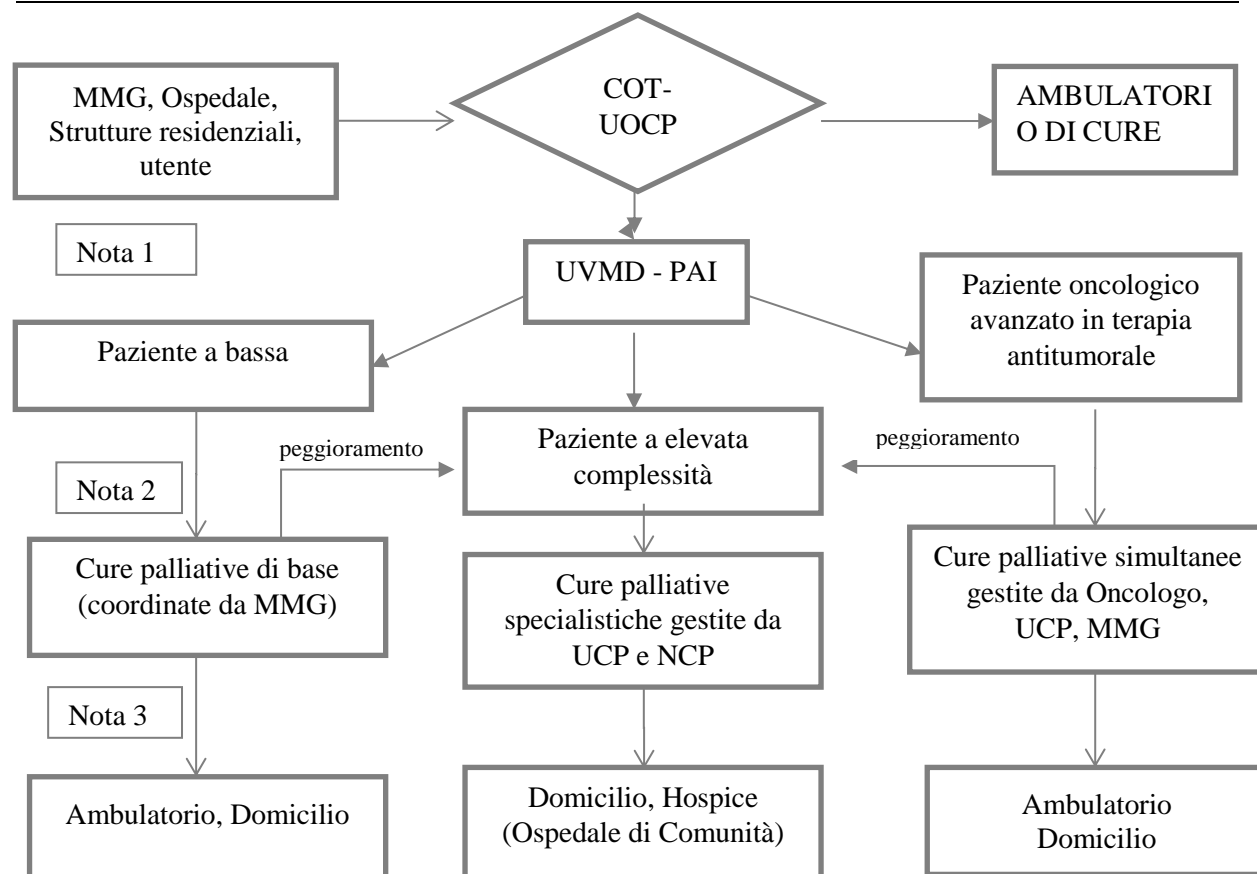 MMG, Ospedale,
Strutture residenziali,
utente
COT-
UOCP
AMBULATORI
O DI CURE
Nota 1
UVMD - PAI
Paziente a bassa
Paziente oncologico
avanzato in terapia
antitumorale
peggioramento
Paziente a elevata
complessità
peggioramento
Nota 2
Cure palliative di base
(coordinate da MMG)
Cure palliative
specialistiche gestite da
UCP e NCP
Cure palliative simultanee
gestite da Oncologo,
UCP, MMG
Nota 3
Ambulatorio, Domicilio
Domicilio, Hospice
(Ospedale di Comunità)
Ambulatorio
Domicilio